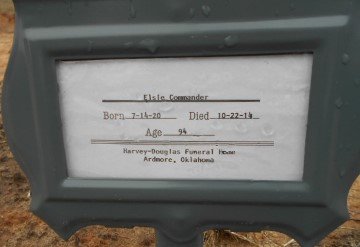 Elsie Commander
Born 7-14-20 Died 10-22-14
Age 94
Harvey-Douglas Funeral Home
Ardmore, Oklahoma